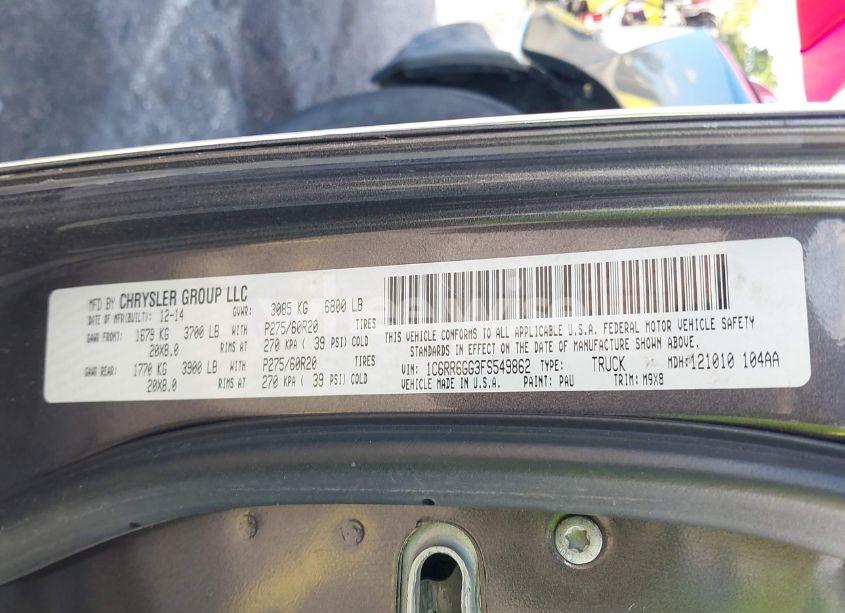 MFD BY CHRYSLER GROUP LLC
DATE OF MFR(BUILT): 12-14 GVWR: 3085 KG 6800 LB
GAWR FRONT: 1679 KG 3700 LB WITH P275/60R20 TIRES
20X8.0 RIMS AT 270 KPA ( 39 PSI) COLD
GAWR REAR: 1770 KG 3900 LB WITH P275/60R20 TIRES
20X8.0 RIMS AT 270 KPA ( 39 PSI) COLD
THIS VEHICLE CONFORMS TO ALL APPLICABLE U.S.A. FEDERAL MOTOR VEHICLE SAFETY
STANDARDS IN EFFECT ON THE DATE OF MANUFACTURE SHOWN ABOVE.
VIN: 1C6RR6GG3FS549862 TYPE: TRUCK MDH:121010 104AA
VEHICLE MADE IN U.S.A. PAINT: PAU TRIM: M9X8